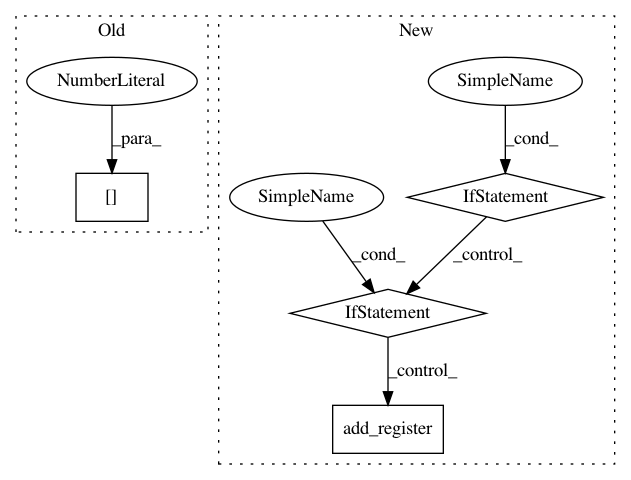 Old
New
NumberLiteral
SimpleName
_para_
_cond_
[]
SimpleName
IfStatement
_cond_
_control_
IfStatement
_control_
add_register